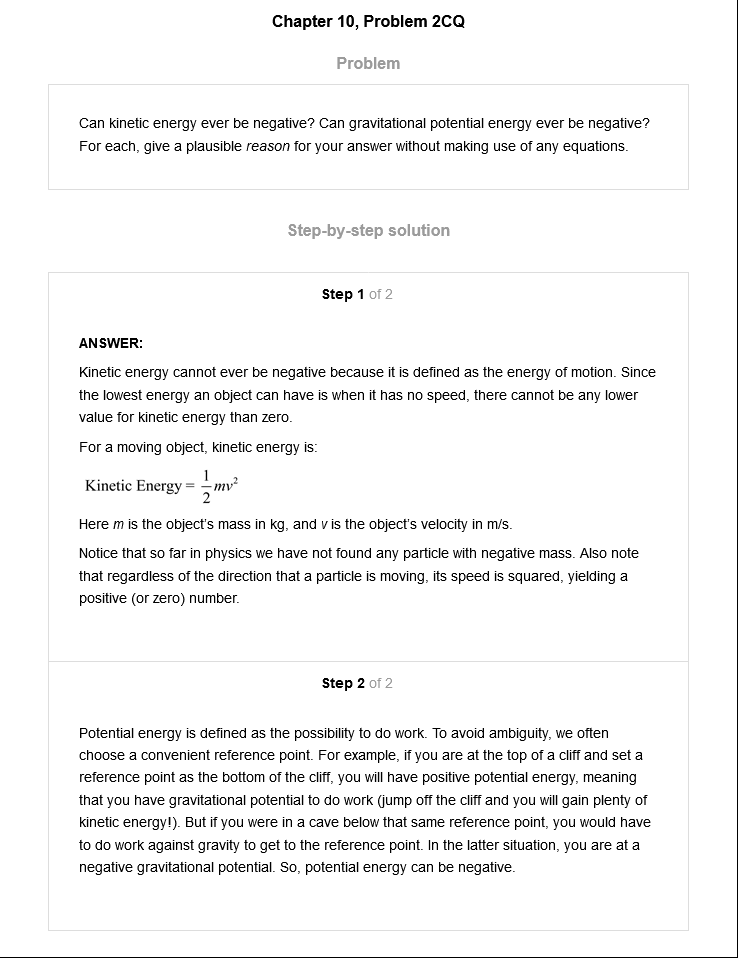 Chapter 10, Problem 2CQ
Problem
Can kinetic energy ever be negative? Can gravitational potential energy ever be negative?
For each, give a plausible reason for your answer without making use of any equations.
Step-by-step solution
Step 1 of 2
ANSWER:
Kinetic energy cannot ever be negative because it is defined as the energy of motion. Since
the lowest energy an object can have is when it has no speed, there cannot be any lower
value for kinetic energy than zero.
For a moving object, kinetic energy is:
Kinetic Energy = 1/2 mv²
Here m is the object's mass in kg, and v is the object's velocity in m/s.
Notice that so far in physics we have not found any particle with negative mass. Also note
that regardless of the direction that a particle is moving, its speed is squared, yielding a
positive (or zero) number.
Step 2 of 2
Potential energy is defined as the possibility to do work. To avoid ambiguity, we often
choose a convenient reference point. For example, if you are at the top of a cliff and set a
reference point as the bottom of the cliff, you will have positive potential energy, meaning
that you have gravitational potential to do work (jump off the cliff and you will gain plenty of
kinetic energy!). But if you were in a cave below that same reference point, you would have
to do work against gravity to get to the reference point. In the latter situation, you are at a
negative gravitational potential. So, potential energy can be negative.